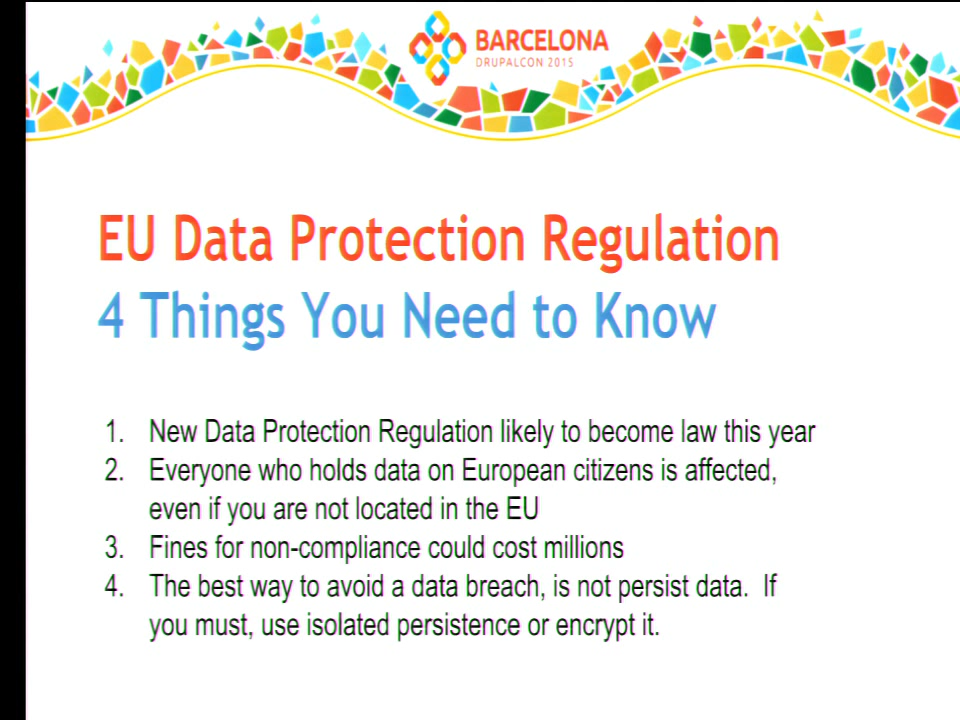 BARCELONA
DRUPALCON 2015
EU Data Protection Regulation
4 Things You Need to Know
1. New Data Protection Regulation likely to become law this year
2. Everyone who holds data on European citizens is affected,
even if you are not located in the EU
3. Fines for non-compliance could cost millions
4. The best way to avoid a data breach, is not persist data. If
you must, use isolated persistence or encrypt it.